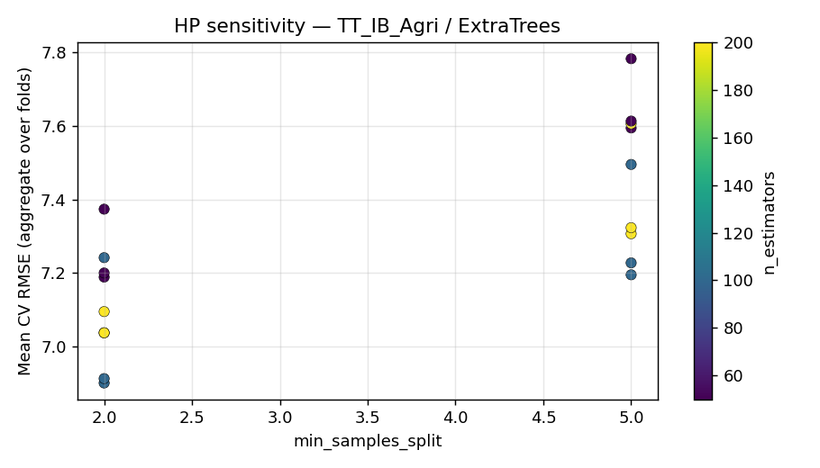 HP sensitivity — TT_IB_Agri / ExtraTrees
Mean CV RMSE (aggregate over folds)
7.8
7.6
7.4
7.2
7.0
2.0 2.5 3.0 3.5 4.0 4.5 5.0
min_samples_split
200
180
160
140
120
100
80
60
n_estimators